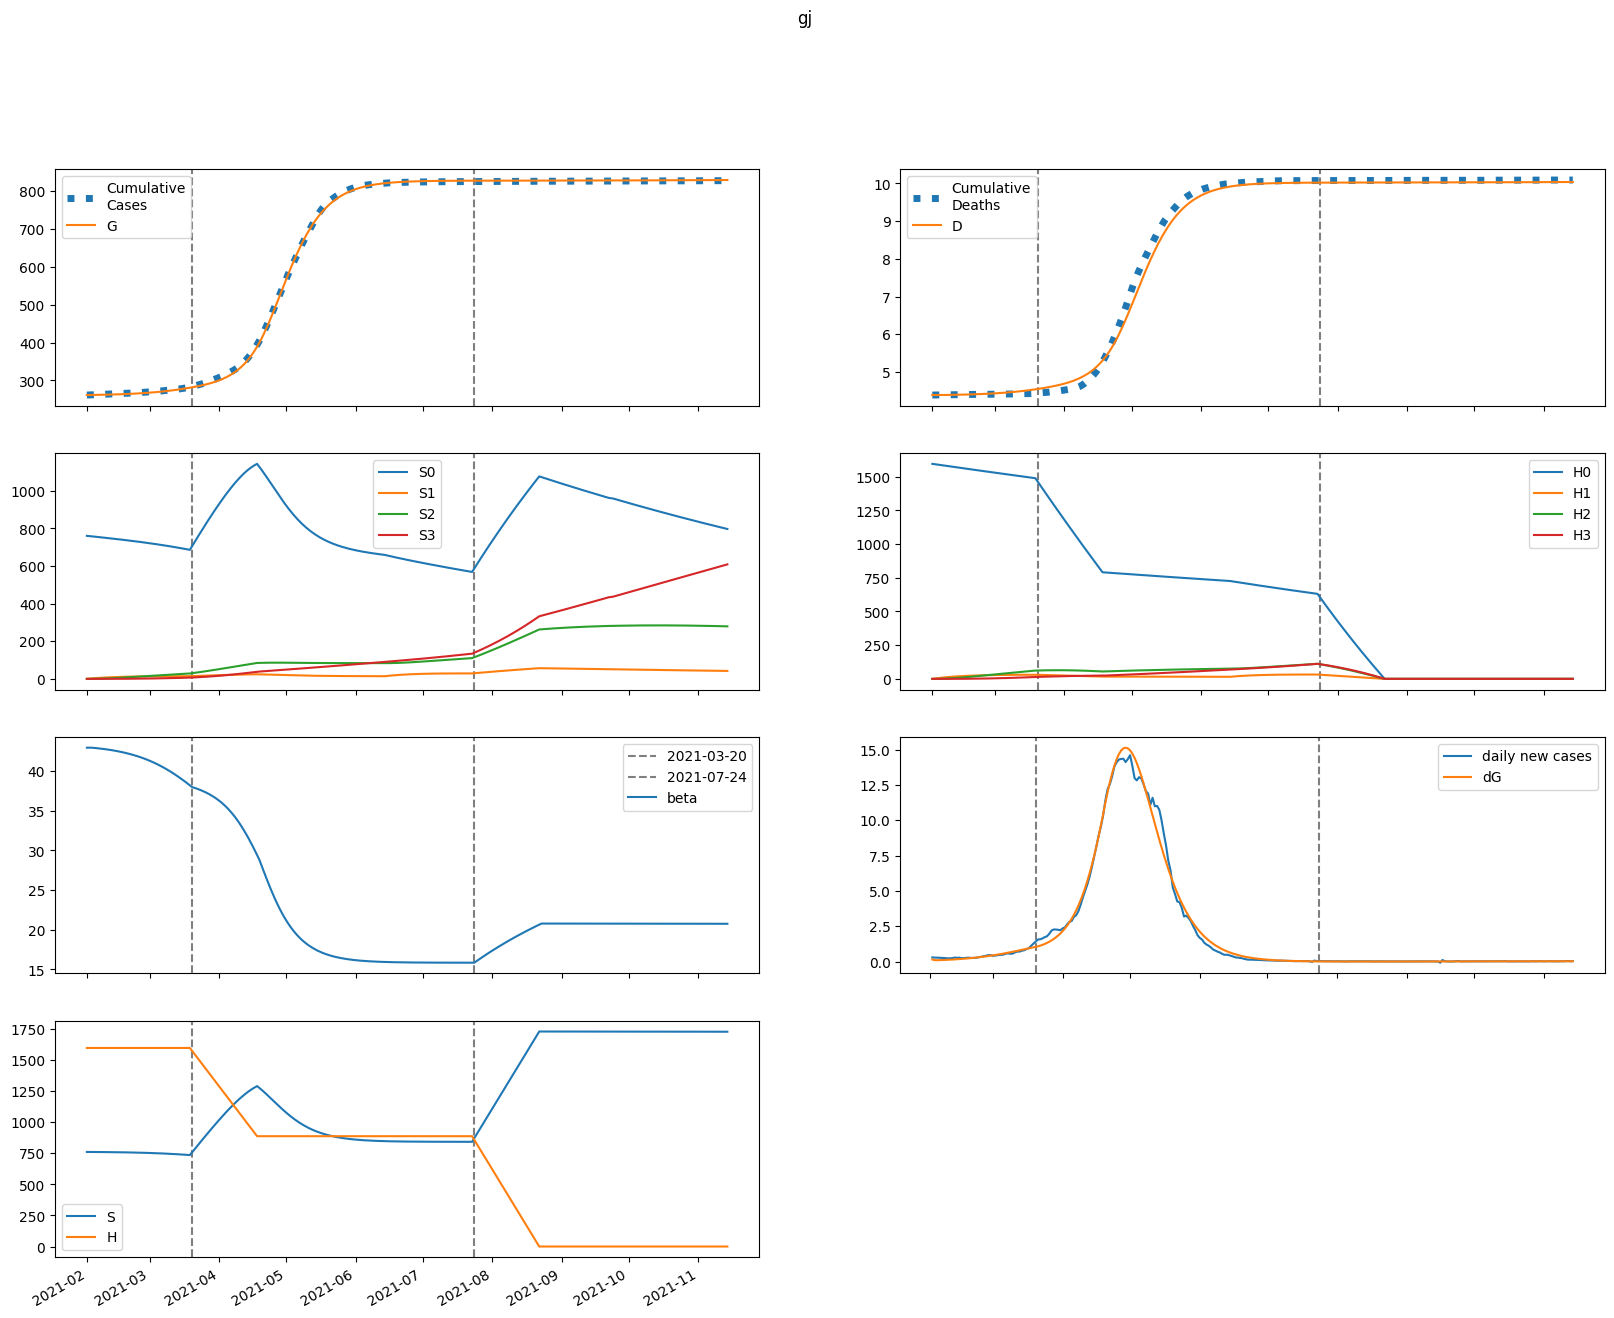 gj
800
700
600
500
400
300
Cumulative
Cases
G
10
9
8
7
6
5
Cumulative
Deaths
D
1000
800
600
400
200
0
S0
S1
S2
S3
1500
1250
1000
750
500
250
0
H0
H1
H2
H3
40
35
30
25
20
15
2021-03-20
2021-07-24
beta
15.0
12.5
10.0
7.5
5.0
2.5
0.0
daily new cases
dG
1750
1500
1250
1000
750
500
250
0
S
H
2021-02
2021-03
2021-04
2021-05
2021-06
2021-07
2021-08
2021-09
2021-10
2021-11